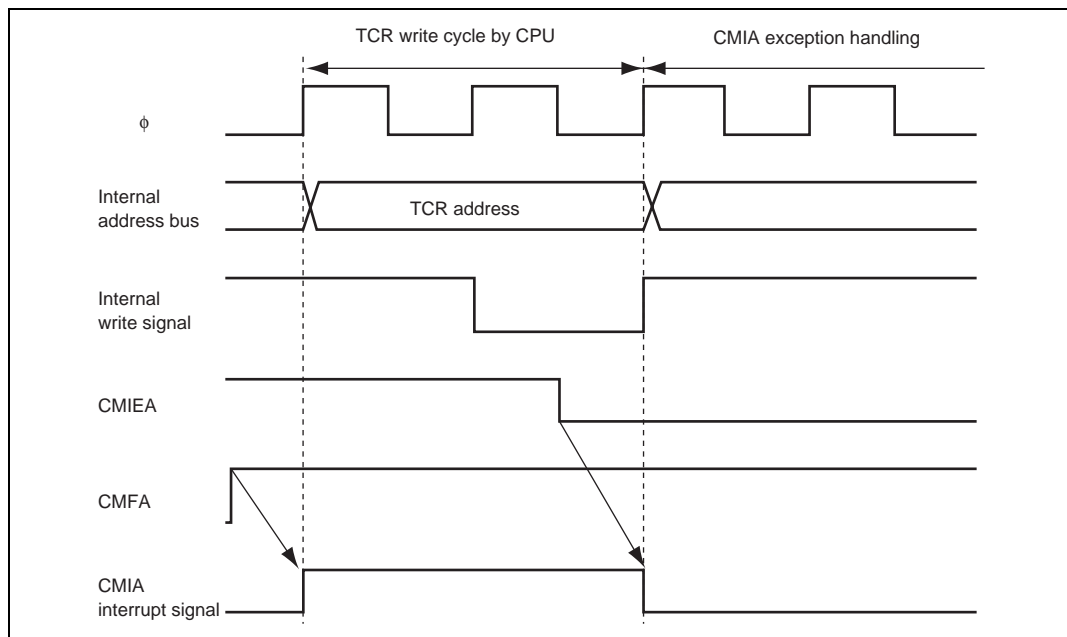 TCR write cycle by CPU
CMIA exception handling
ϕ
Internal
address bus
TCR address
Internal
write signal
CMIEA
CMFA
CMIA
interrupt signal